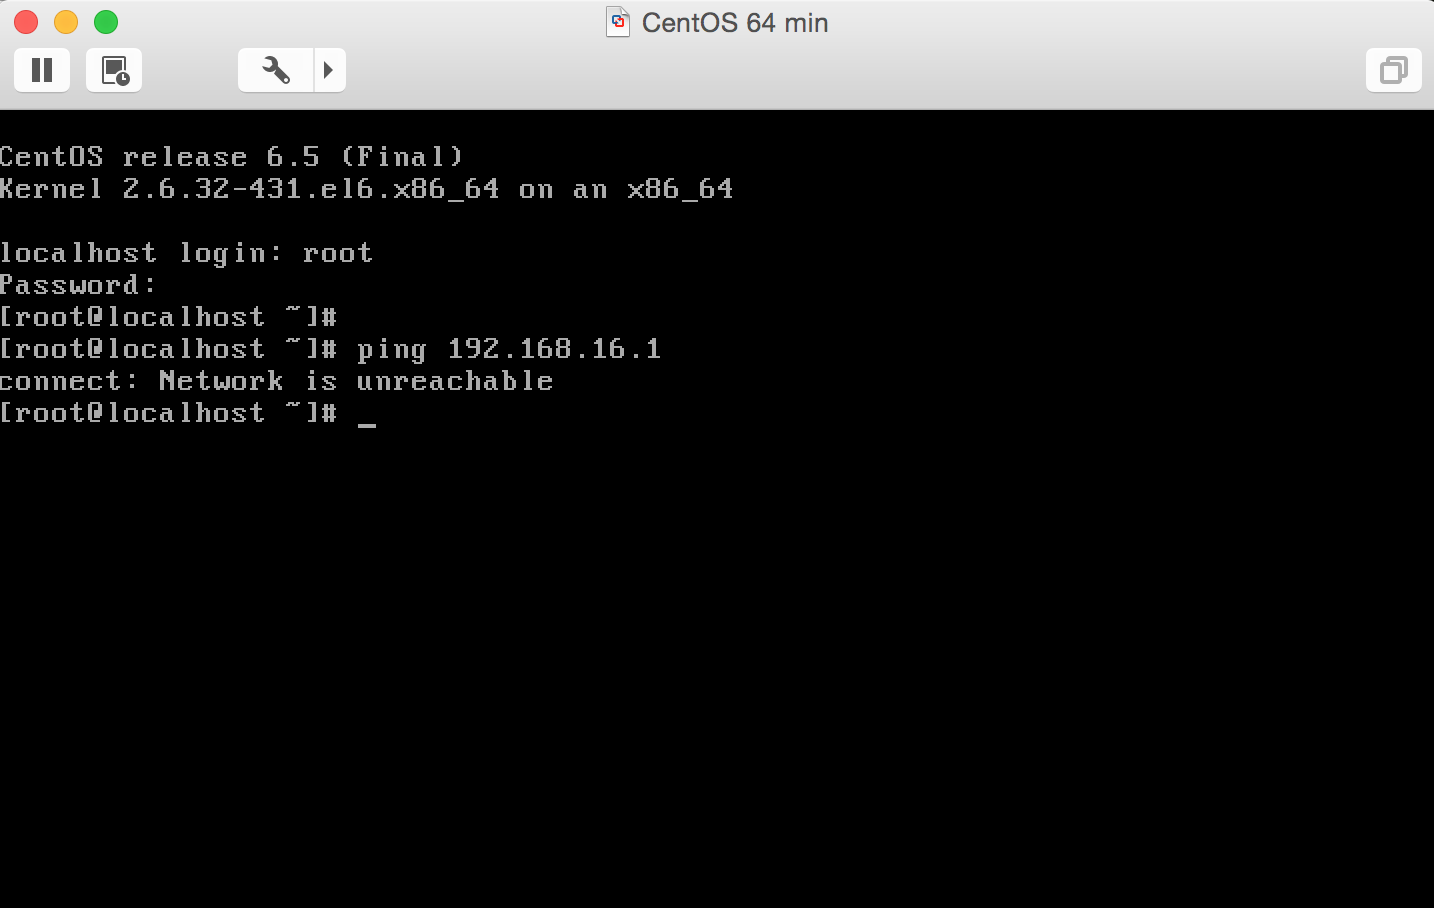 CentOS 64 min
CentOS release 6.5 (Final)
Kernel 2.6.32-431.el6.x86_64 on an x86_64
localhost login: root
Password:
[root@localhost ~]#
[root@localhost ~]# ping 192.168.16.1
connect: Network is unreachable
[root@localhost ~]# _